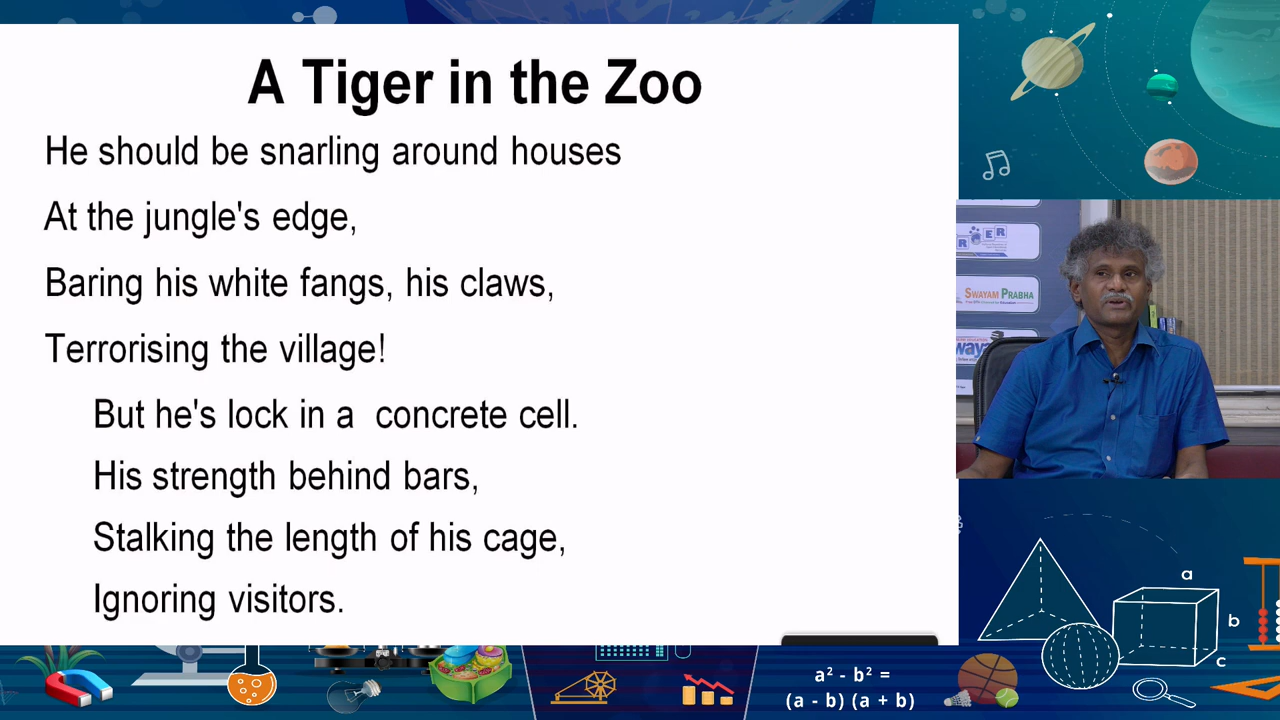 A Tiger in the Zoo
He should be snarling around houses
At the jungle's edge,
Baring his white fangs, his claws,
Terrorising the village!
But he's lock in a concrete cell.
His strength behind bars,
Stalking the length of his cage,
Ignoring visitors.
SWAYAM PRABHA
a
b
c
a² - b² =
(a - b) (a + b)